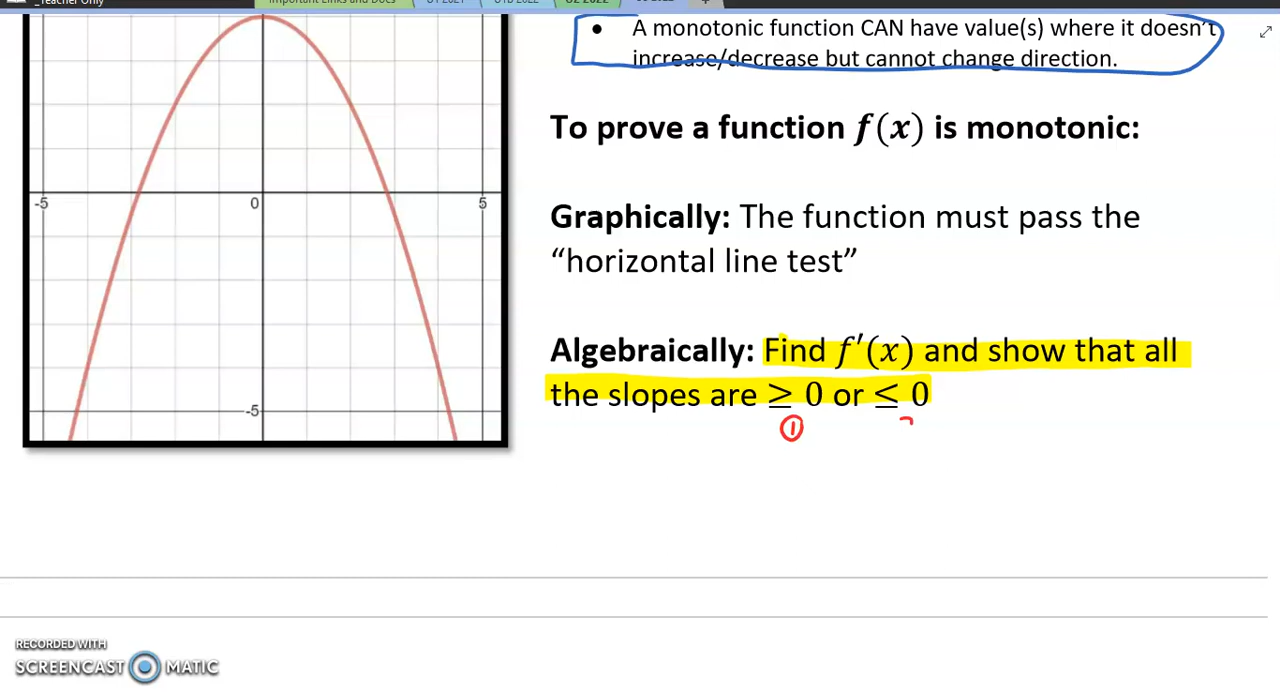 _Teacher Only
Important Links and Docs
• A monotonic function CAN have value(s) where it doesn't
increase/decrease but cannot change direction.
To prove a function f(x) is monotonic:
Graphically: The function must pass the
“horizontal line test”
Algebraically: Find f′(x) and show that all
the slopes are ≥ 0 or ≤ 0
1
-5
0
5
-5
RECORDED WITH
SCREENCAST MATIC